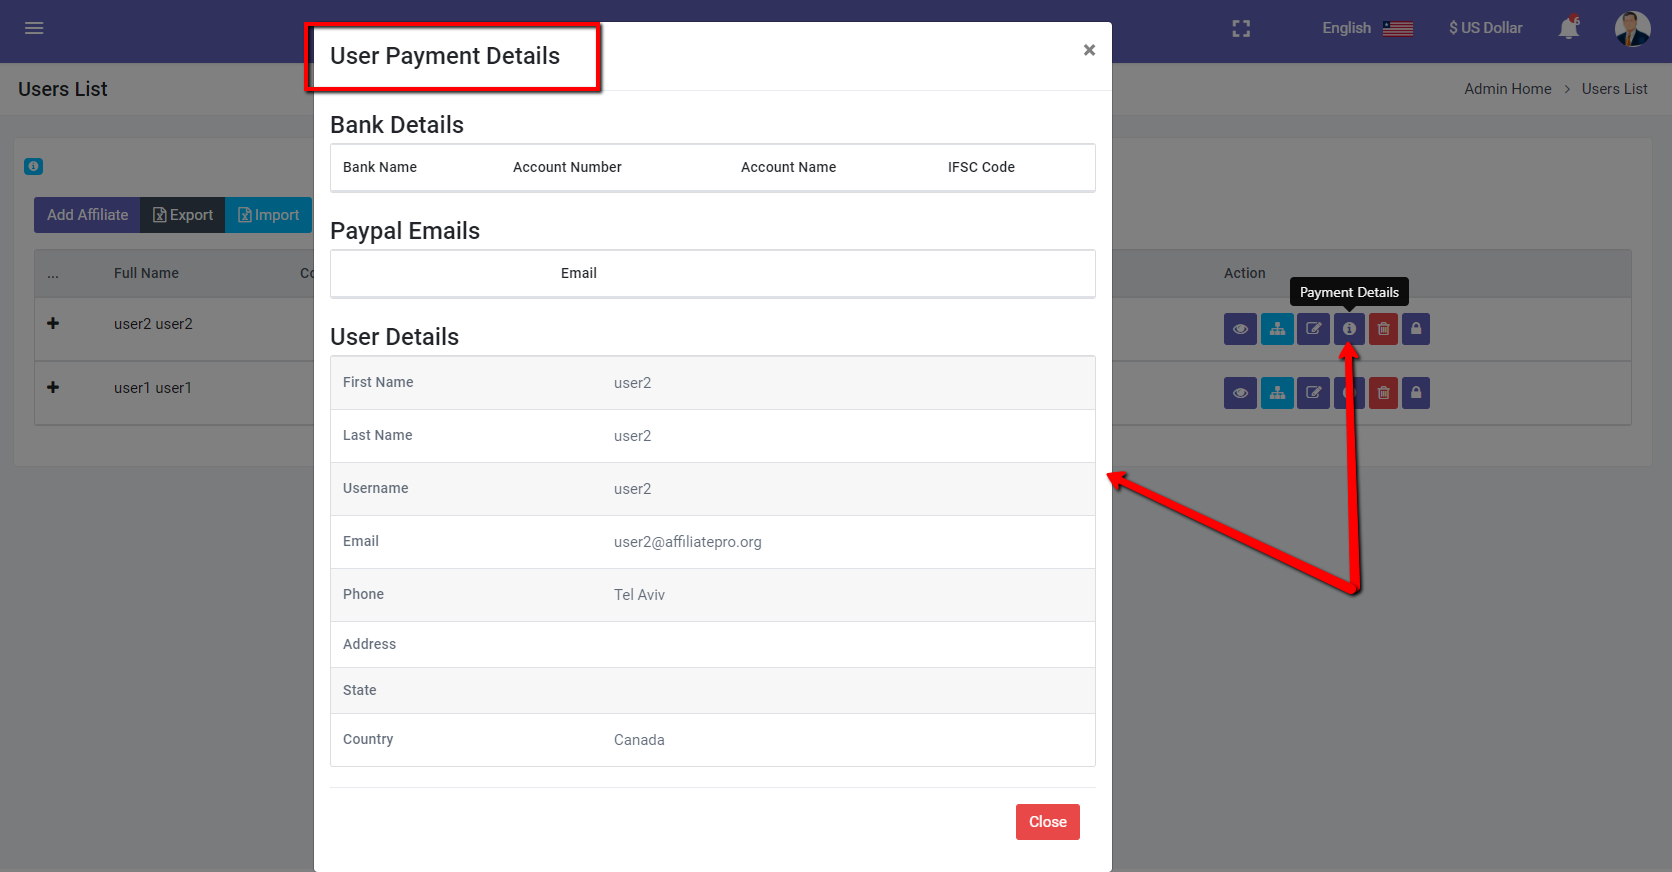 English
$ US Dollar
6
User Payment Details
×
Users List
Admin Home > Users List
Bank Details
Bank Name Account Number Account Name IFSC Code
Add Affiliate Export Import
Paypal Emails
Email
... Full Name Co Action
Payment Details
user2 user2
user1 user1
User Details
First Name user2
Last Name user2
Username user2
Email user2@affiliatepro.org
Phone Tel Aviv
Address
State
Country Canada
Close